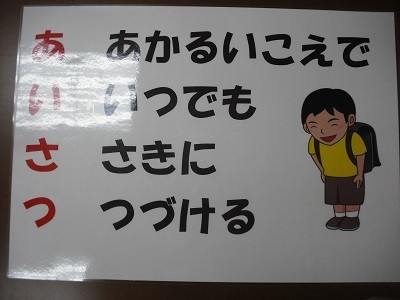 あ あかるいこえで
い いつでも
さ さきに
つ つづける